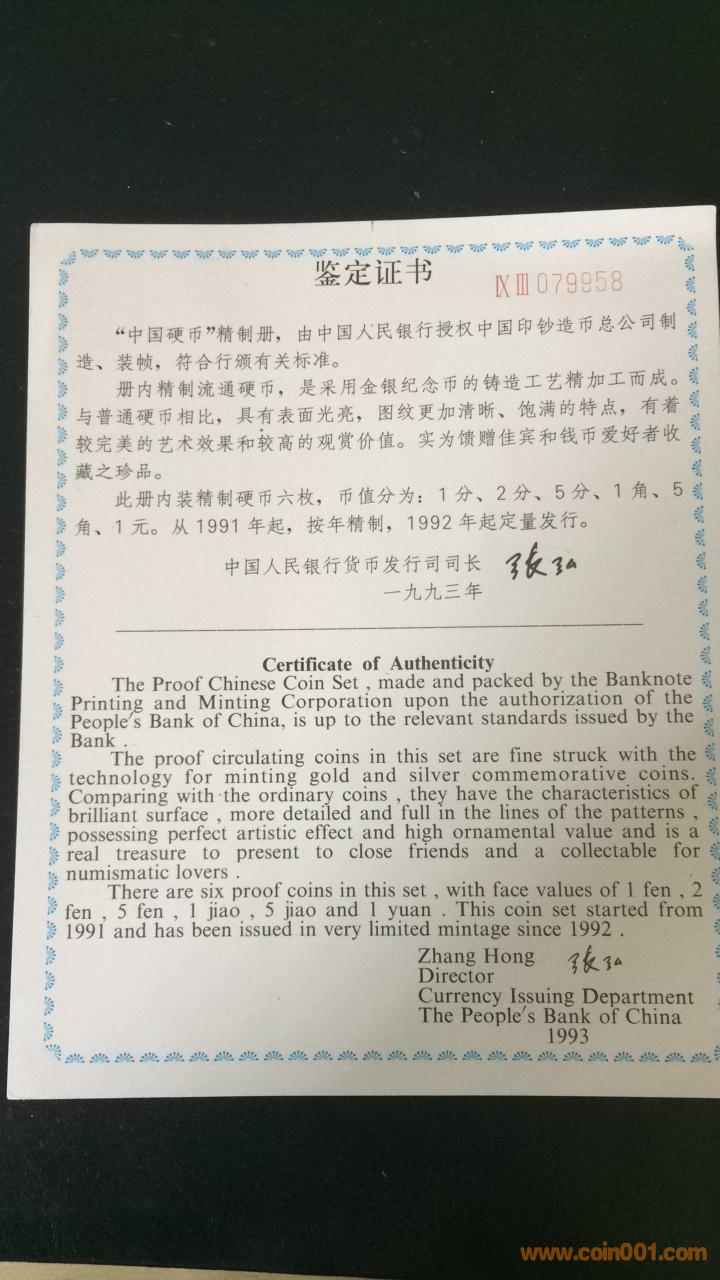 鉴定证书
ⅨⅢ079958
“中国硬币”精制册，由中国人民银行授权中国印钞造币总公司制
造、装帧，符合行颁有关标准。
册内精制流通硬币，是采用金银纪念币的铸造工艺精加工而成。
与普通硬币相比，具有表面光亮，图纹更加清晰、饱满的特点，有着
较完美的艺术效果和较高的观赏价值。实为馈赠佳宾和钱币爱好者收
藏之珍品。
此册内装精制硬币六枚，币值分为：1分、2分、5分、1角、5
角、1元。从1991年起，按年精制，1992年起定量发行。
中国人民银行货币发行司司长 张弘
一九九三年
Certificate of Authenticity
The Proof Chinese Coin Set , made and packed by the Banknote
Printing and Minting Corporation upon the authorization of the
People's Bank of China, is up to the relevant standards issued by the
Bank .
The proof circulating coins in this set are fine struck with the
technology for minting gold and silver commemorative coins.
Comparing with the ordinary coins , they have the characteristics of
brilliant surface , more detailed and full in the lines of the patterns ,
possessing perfect artistic effect and high ornamental value and is a
real treasure to present to close friends and a collectable for
numismatic lovers .
There are six proof coins in this set , with face values of 1 fen , 2
fen , 5 fen , 1 jiao , 5 jiao and 1 yuan . This coin set started from
1991 and has been issued in very limited mintage since 1992 .
Zhang Hong 张弘
Director
Currency Issuing Department
The People's Bank of China
1993
www.coin001.com